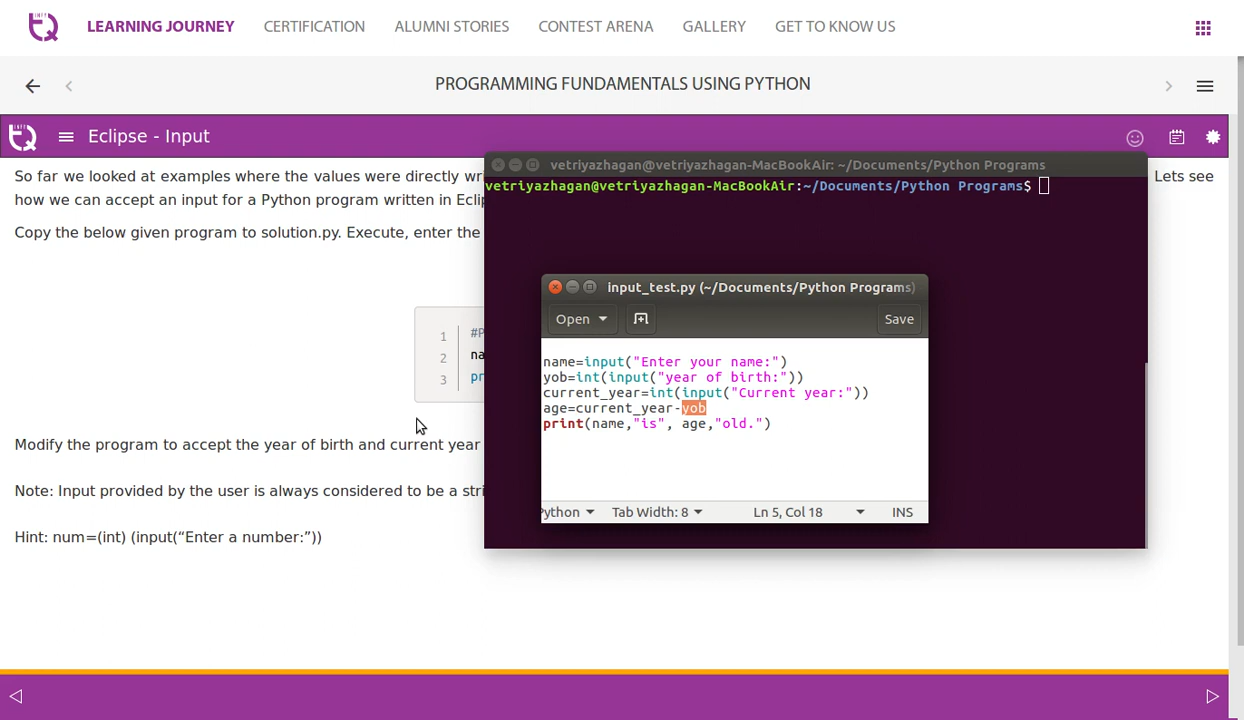 LEARNING JOURNEY CERTIFICATION ALUMNI STORIES CONTEST ARENA GALLERY GET TO KNOW US
PROGRAMMING FUNDAMENTALS USING PYTHON
Eclipse - Input
So far we looked at examples where the values were directly wri
Lets see
how we can accept an input for a Python program written in Eclip
Copy the below given program to solution.py. Execute, enter the
1 #P
2 na
3 pr
Modify the program to accept the year of birth and current year
Note: Input provided by the user is always considered to be a stri
Hint: num=(int) (input(“Enter a number:”))
vetriyazhagan@vetriyazhagan-MacBookAir: ~/Documents/Python Programs
vetriyazhagan@vetriyazhagan-MacBookAir:~/Documents/Python Programs$
input_test.py (~/Documents/Python Programs)
Open Save
name=input("Enter your name:")
yob=int(input("year of birth:"))
current_year=int(input("Current year:"))
age=current_year-yob
print(name,"is", age,"old.")
Python Tab Width: 8 Ln 5, Col 18 INS